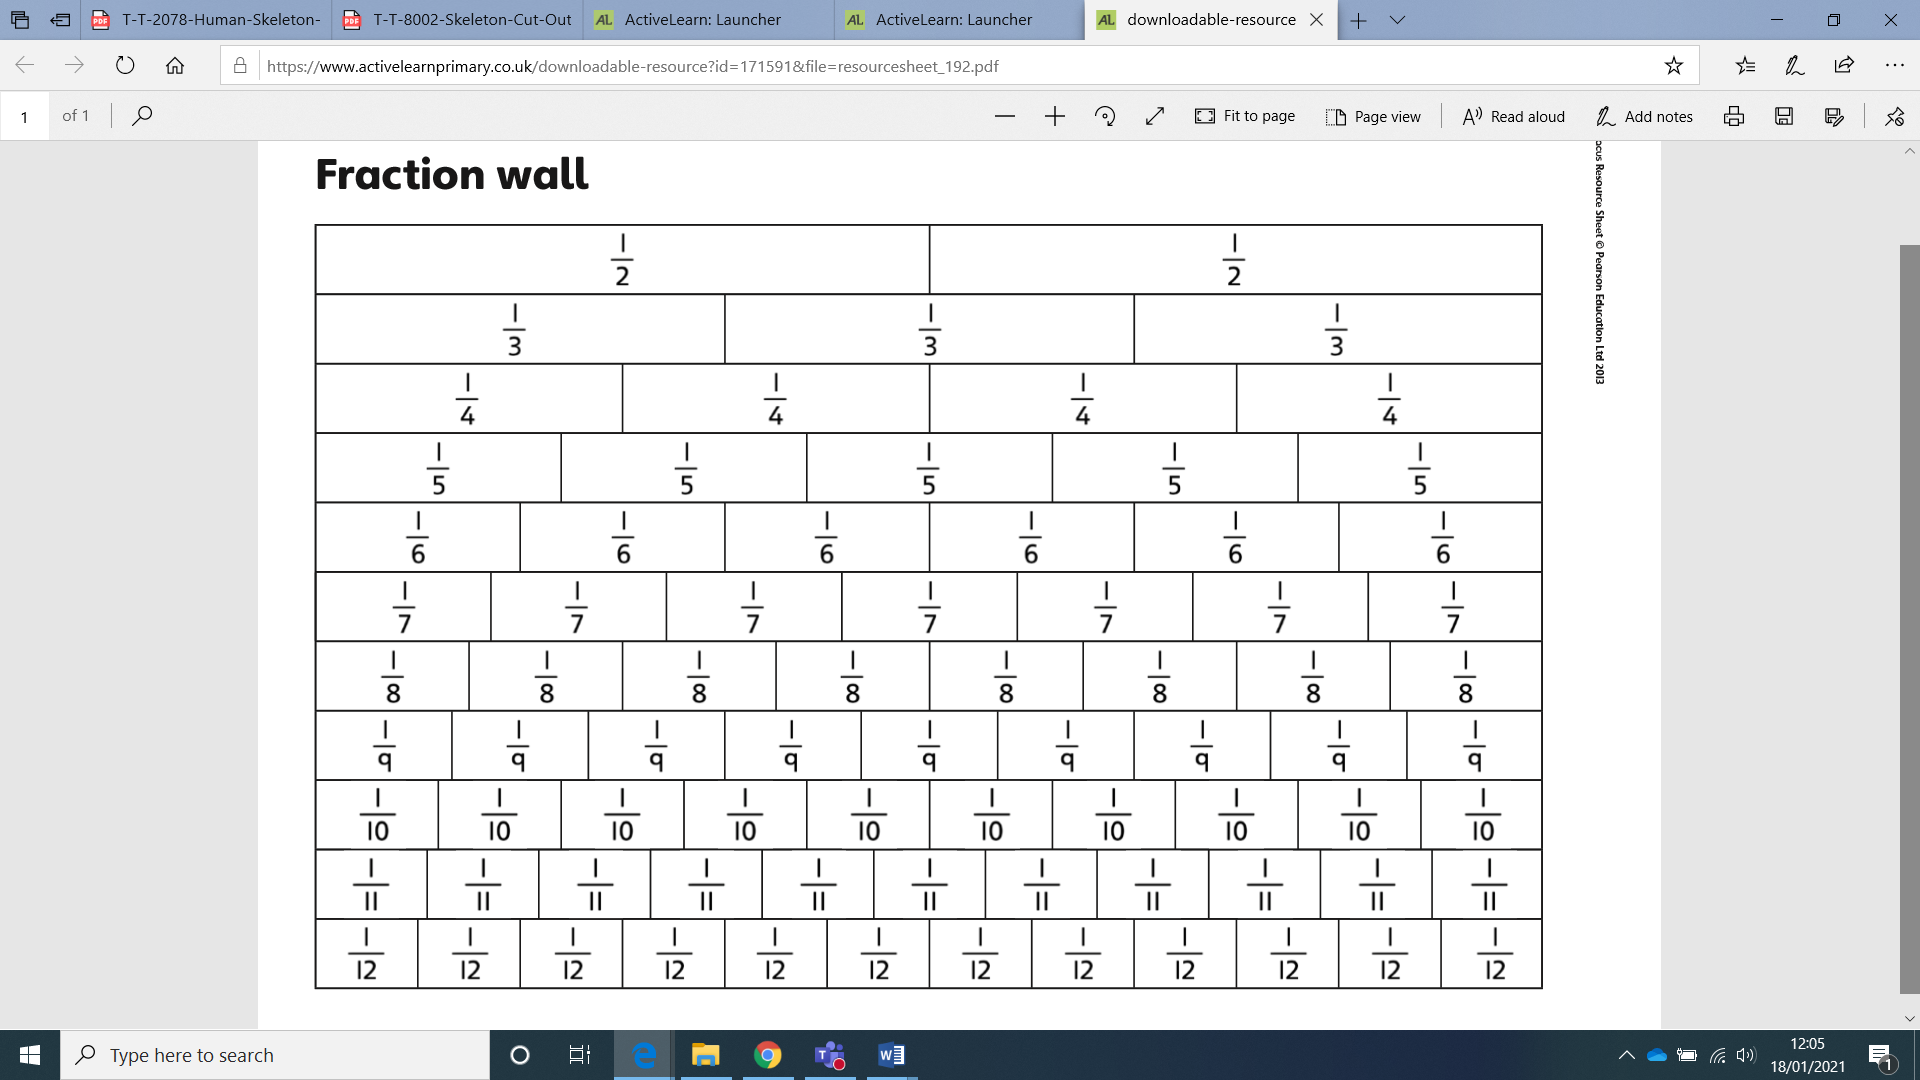 T-T-2078-Human-Skeleton-
T-T-8002-Skeleton-Cut-Out
ActiveLearn: Launcher
ActiveLearn: Launcher
downloadable-resource
https://www.activelearnprimary.co.uk/downloadable-resource?id=171591&file=resourcesheet_192.pdf
1 of 1
Fit to page
Page view
Read aloud
Add notes
Fraction wall
Resource Sheet © Pearson Education Ltd 2013
1/2 1/2
1/3 1/3 1/3
1/4 1/4 1/4 1/4
1/5 1/5 1/5 1/5 1/5
1/6 1/6 1/6 1/6 1/6 1/6
1/7 1/7 1/7 1/7 1/7 1/7 1/7
1/8 1/8 1/8 1/8 1/8 1/8 1/8 1/8
1/9 1/9 1/9 1/9 1/9 1/9 1/9 1/9 1/9
1/10 1/10 1/10 1/10 1/10 1/10 1/10 1/10 1/10 1/10
1/11 1/11 1/11 1/11 1/11 1/11 1/11 1/11 1/11 1/11 1/11
1/12 1/12 1/12 1/12 1/12 1/12 1/12 1/12 1/12 1/12 1/12 1/12
Type here to search
12:05
18/01/2021
1